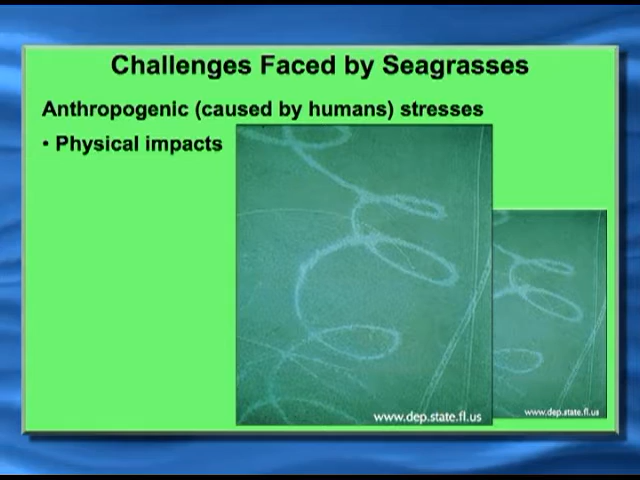 Challenges Faced by Seagrasses
Anthropogenic (caused by humans) stresses
• Physical impacts
www.dep.state.fl.us
www.dep.state.fl.us